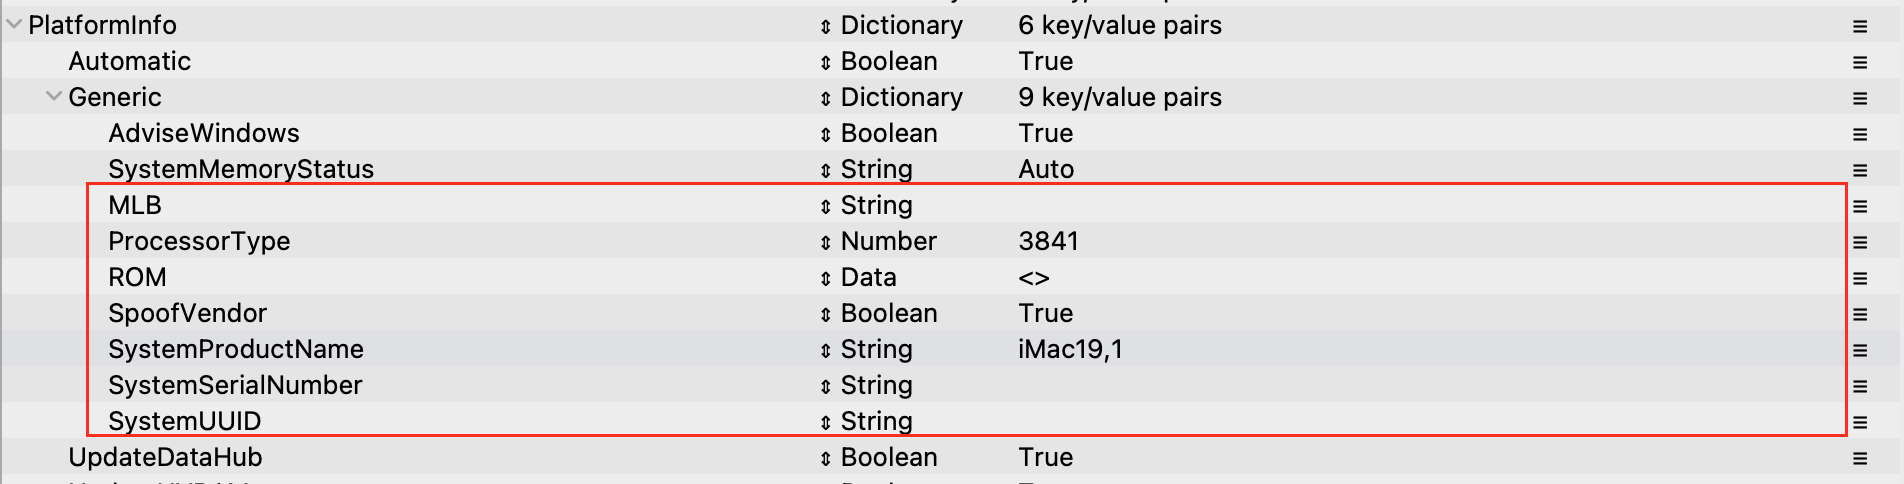 PlatformInfo Dictionary 6 key/value pairs
Automatic Boolean True
Generic Dictionary 9 key/value pairs
AdviseWindows Boolean True
SystemMemoryStatus String Auto
MLB String
ProcessorType Number 3841
ROM Data <>
SpoofVendor Boolean True
SystemProductName String iMac19,1
SystemSerialNumber String
SystemUUID String
UpdateDataHub Boolean True